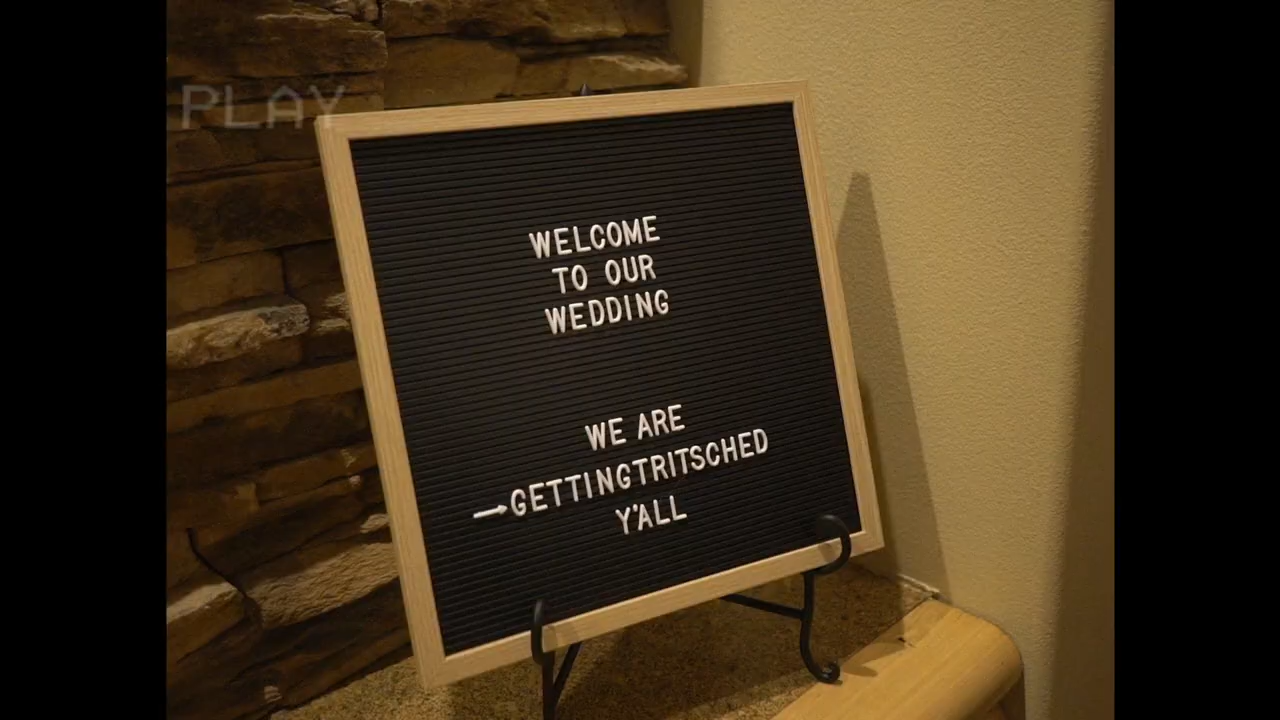 PLAY
WELCOME
TO OUR
WEDDING
WE ARE
→GETTINGTRITSCHED
Y'ALL